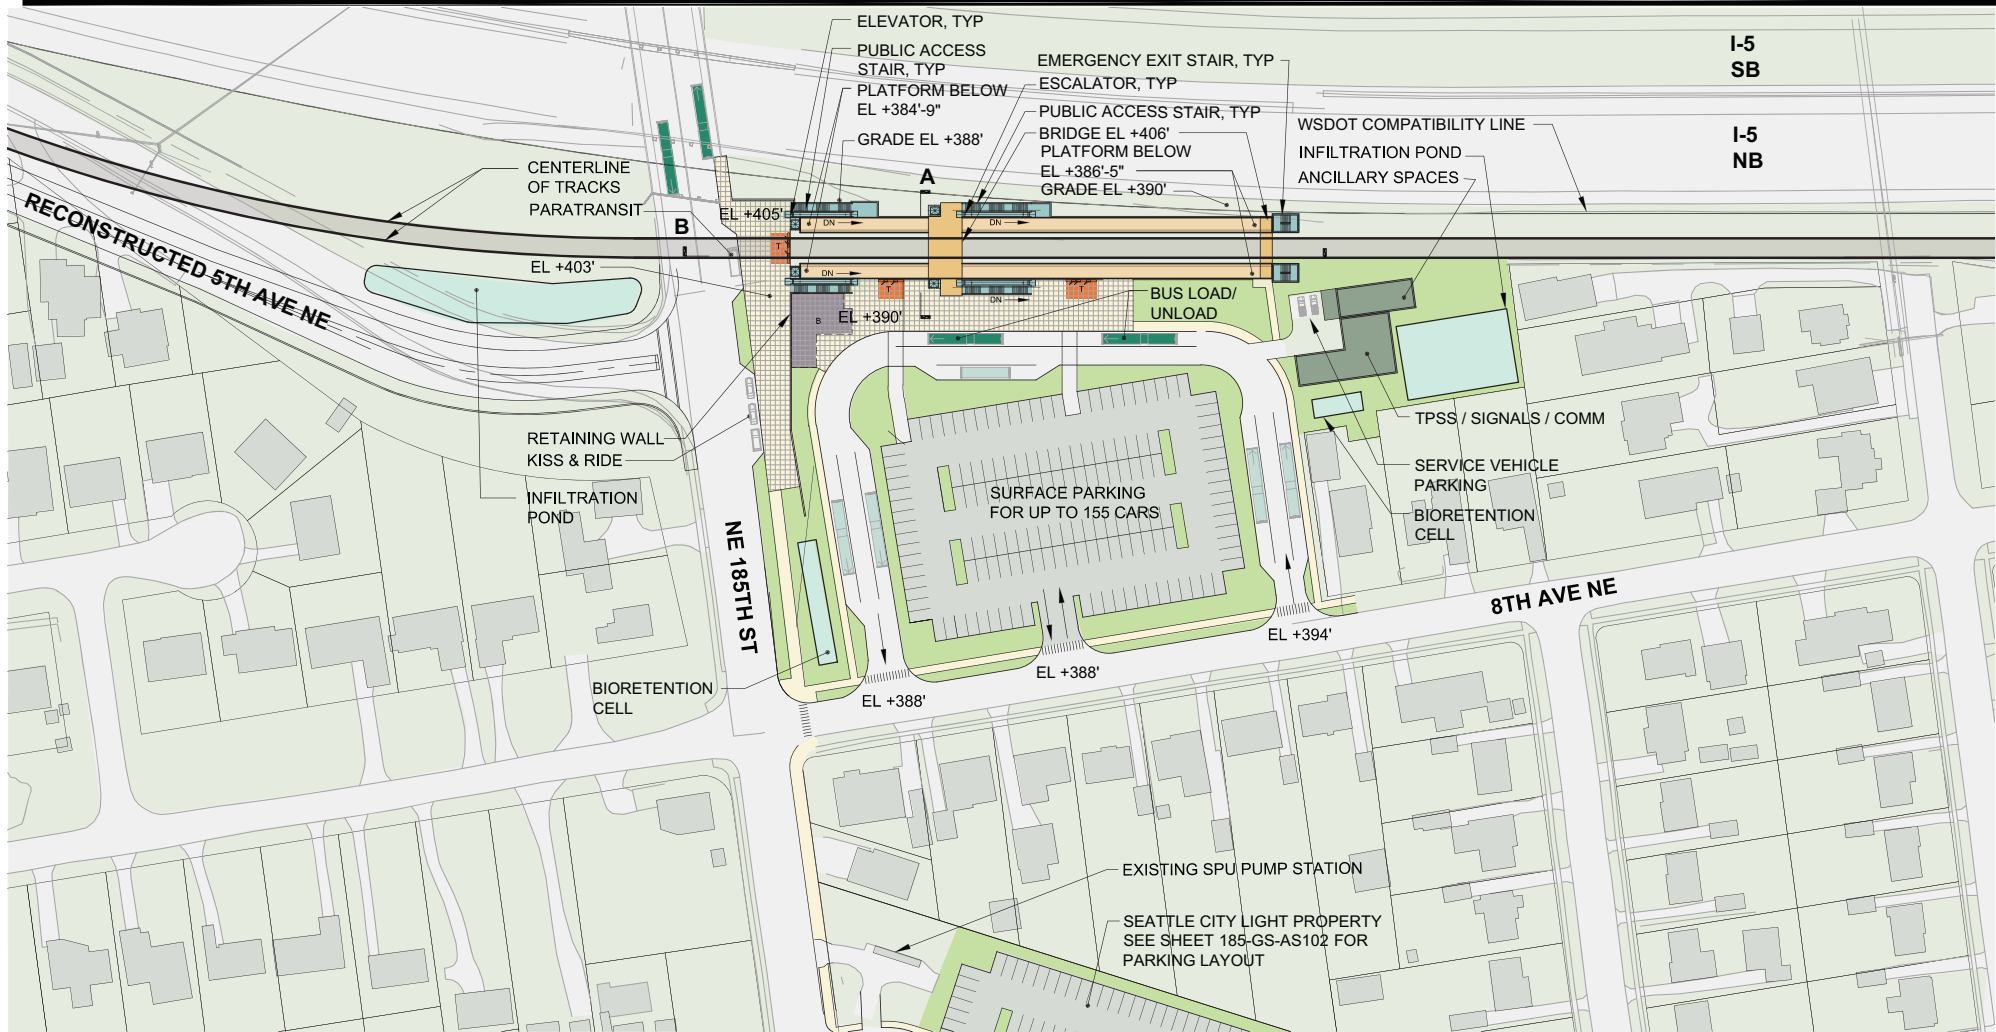 ELEVATOR, TYP
PUBLIC ACCESS
STAIR, TYP
PLATFORM BELOW
EL +384'-9"
GRADE EL +388'
EMERGENCY EXIT STAIR, TYP
ESCALATOR, TYP
PUBLIC ACCESS STAIR, TYP
BRIDGE EL +406'
PLATFORM BELOW
EL +386'-5"
GRADE EL +390'
I-5
SB
I-5
NB
WSDOT COMPATIBILITY LINE
INFILTRATION POND
ANCILLARY SPACES
CENTERLINE
OF TRACKS
PARATRANSIT
RECONSTRUCTED 5TH AVE NE
A
B
EL +405'
DN
DN
T
EL +403'
DN
DN
T
T
B
EL +390'
BUS LOAD/
UNLOAD
RETAINING WALL
KISS & RIDE
INFILTRATION
POND
SURFACE PARKING
FOR UP TO 155 CARS
TPSS / SIGNALS / COMM
SERVICE VEHICLE
PARKING
BIORETENTION
CELL
NE 185TH ST
8TH AVE NE
EL +394'
EL +388'
EL +388'
BIORETENTION
CELL
EXISTING SPU PUMP STATION
SEATTLE CITY LIGHT PROPERTY
SEE SHEET 185-GS-AS102 FOR
PARKING LAYOUT